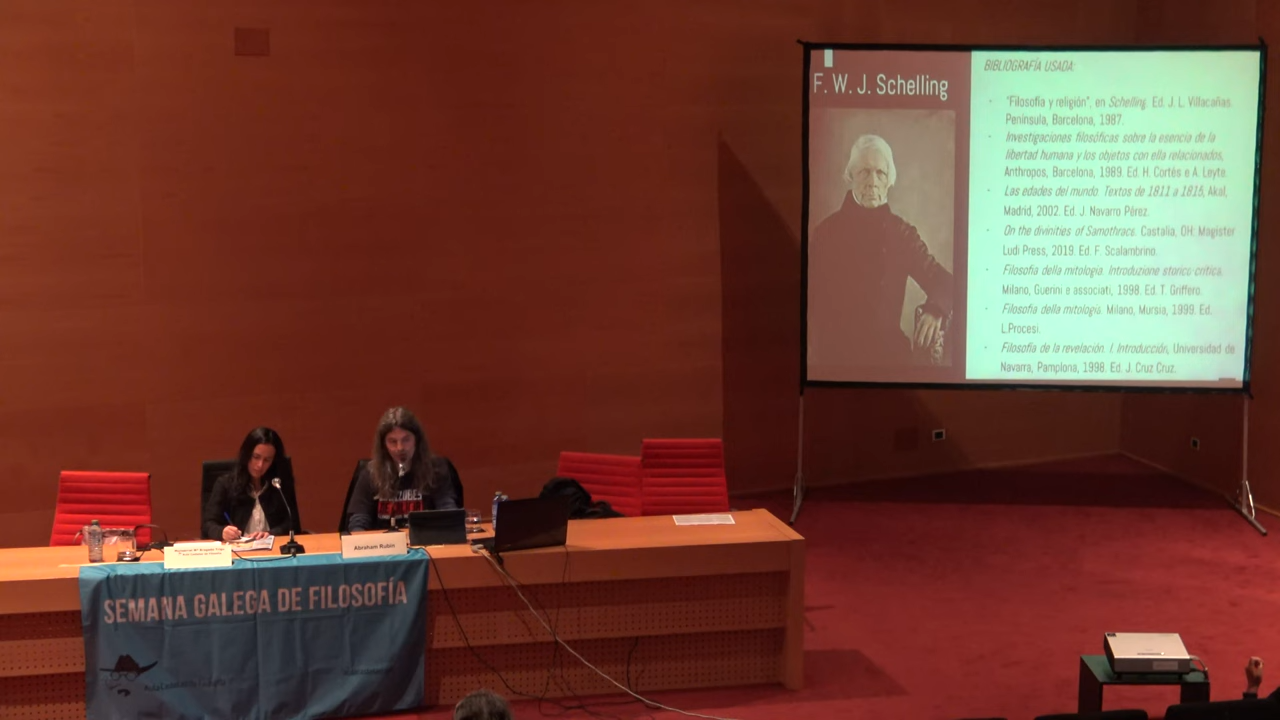 F. W. J. Schelling
BIBLIOGRAFÍA USADA:
- "Filosofía y religión", en Schelling. Ed. J. L. Villacañas.
Península, Barcelona, 1987.
- Investigaciones filosóficas sobre la esencia de la
libertad humana y los objetos con ella relacionados,
Anthropos, Barcelona, 1989. Ed. H. Cortés e A. Leyte.
- Las edades del mundo. Textos de 1811 a 1815, Akal,
Madrid, 2002. Ed. J. Navarro Pérez.
- On the divinities of Samothrace. Castalia, OH: Magister
Ludi Press, 2019. Ed. F. Scalambrino.
- Filosofia della mitologia. Introduzione storico critica.
Milano, Guerini e associati, 1998. Ed. T. Griffero.
- Filosofia della mitologia. Milano, Mursia, 1999. Ed.
L.Procesi.
- Filosofía de la revelación. I. Introducción, Universidad de
Navarra, Pamplona, 1998. Ed. J. Cruz Cruz.
Abraham Rubín
SEMANA GALEGA DE FILOSOFÍA